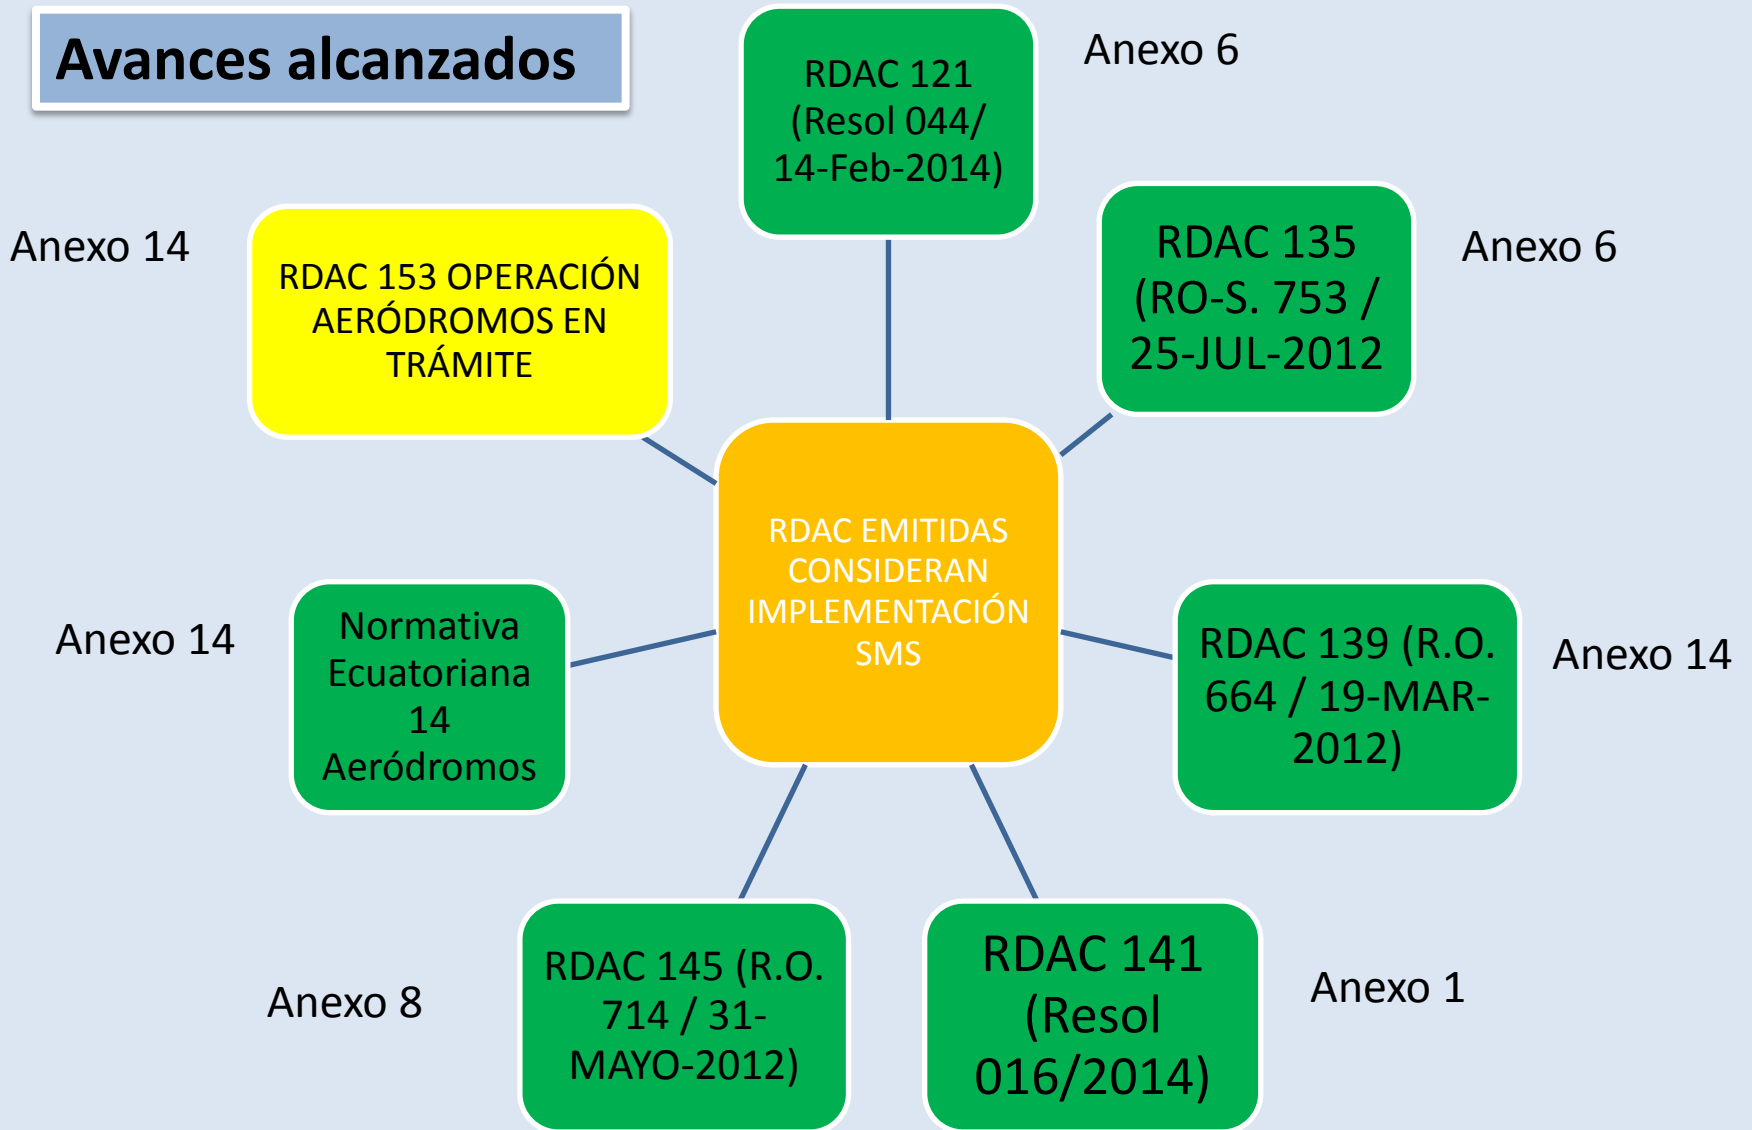 Avances alcanzados
RDAC 121
(Resol 044/
14-Feb-2014)
Anexo 6
RDAC 135
(RO-S. 753 /
25-JUL-2012
Anexo 6
Anexo 14
RDAC 153 OPERACIÓN
AERÓDROMOS EN
TRÁMITE
RDAC EMITIDAS
CONSIDERAN
IMPLEMENTACIÓN
SMS
Anexo 14
Normativa
Ecuatoriana
14
Aeródromos
RDAC 139 (R.O.
664 / 19-MAR-
2012)
Anexo 14
Anexo 8
RDAC 145 (R.O.
714 / 31-
MAYO-2012)
RDAC 141
(Resol
016/2014)
Anexo 1